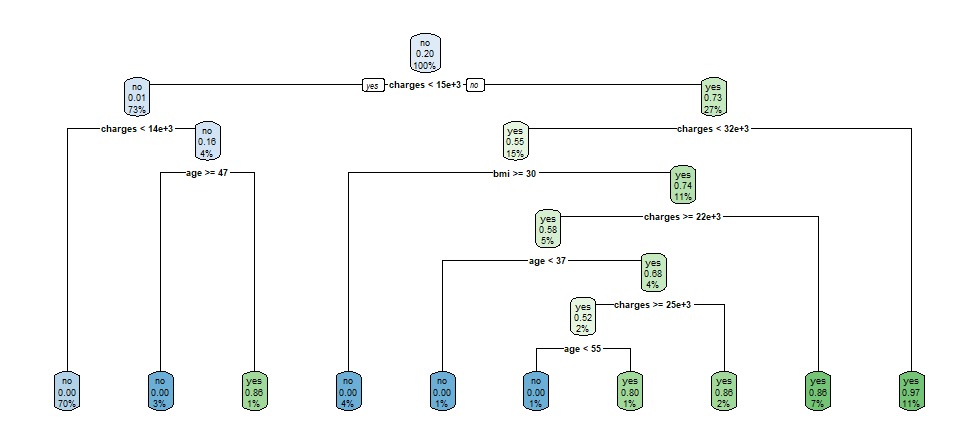 no
0.20
100%
yes
charges < 15e+3
no
no
0.01
73%
yes
0.73
27%
charges < 14e+3
charges < 32e+3
no
0.16
4%
yes
0.55
15%
age >= 47
bmi >= 30
yes
0.74
11%
charges >= 22e+3
yes
0.58
5%
age < 37
yes
0.68
4%
charges >= 25e+3
yes
0.52
2%
age < 55
no
0.00
70%
no
0.00
3%
yes
0.86
1%
no
0.00
4%
no
0.00
1%
no
0.00
1%
yes
0.80
1%
yes
0.86
2%
yes
0.86
7%
yes
0.97
11%